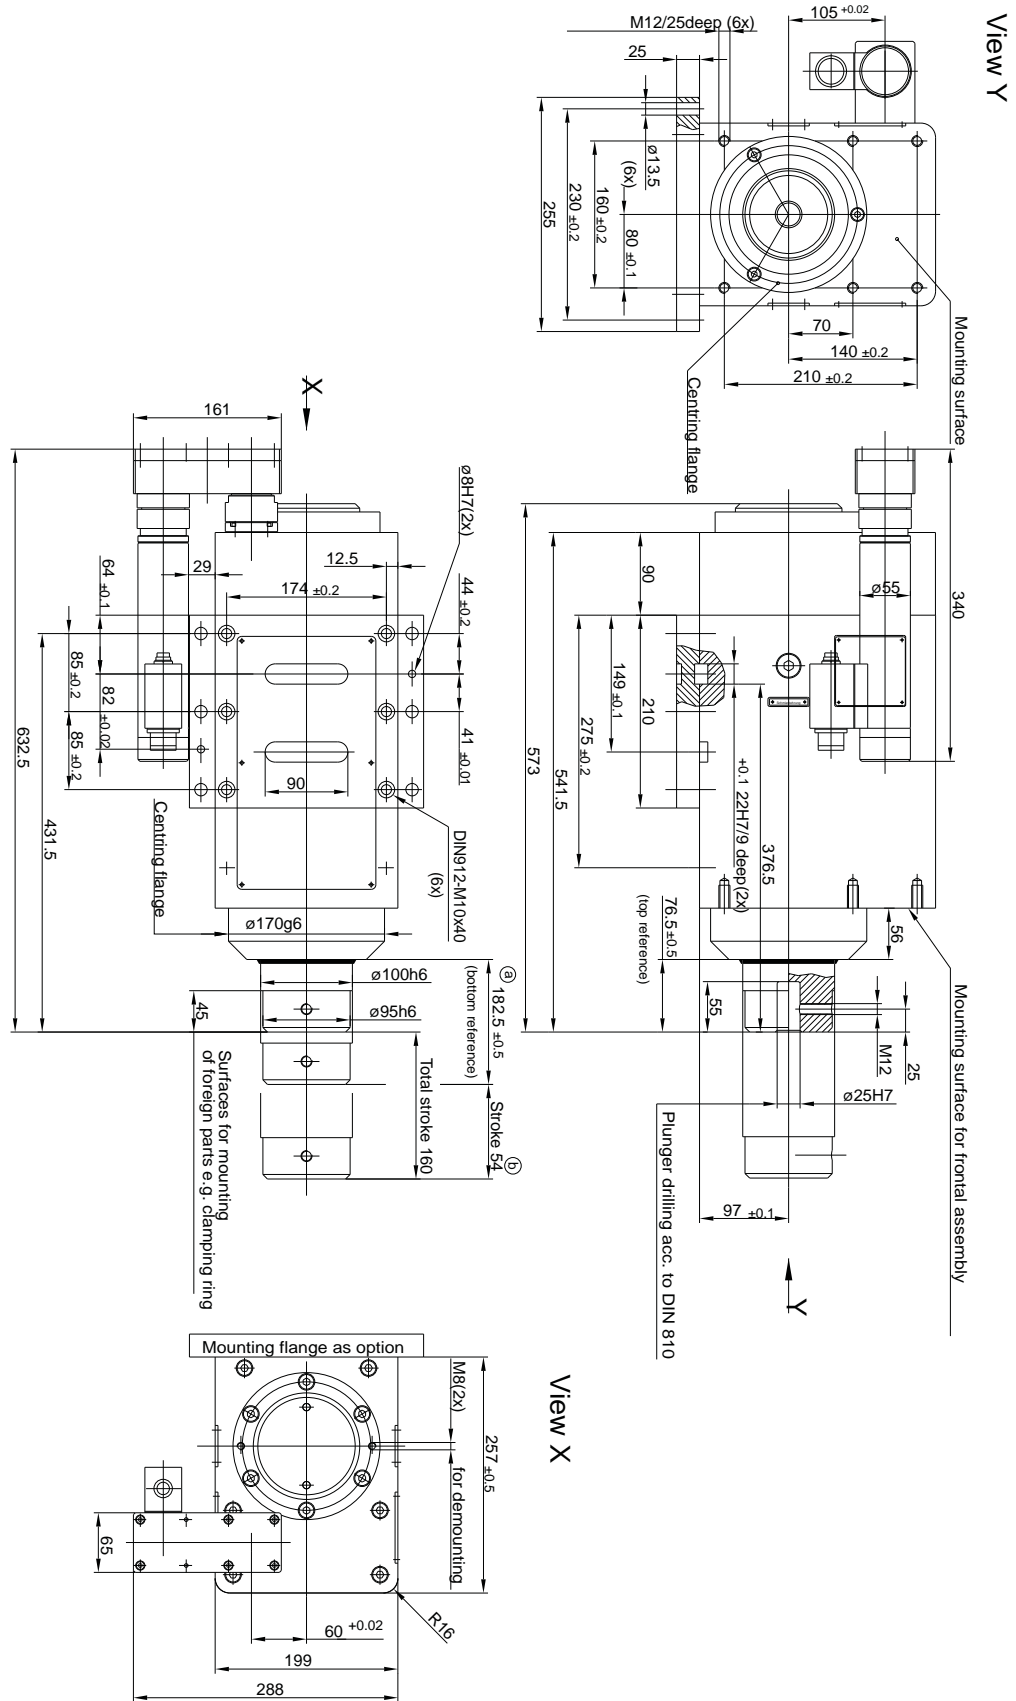 View Y
M12/25deep (6x)
105 +0.02
25
ø13.5
(6x)
80 ±0.1
160 ±0.2
230 ±0.2
255
70
140 ±0.2
210 ±0.2
Mounting surface
Centring flange
X
161
ø8H7(2x)
64 ±0.1
29
12.5
174 ±0.2
44 ±0.2
85 ±0.2
82 ±0.02
85 ±0.2
41 ±0.01
90
632.5
431.5
Centring flange
DIN912-M10x40
(6x)
ø170g6
ø100h6
ø95h6
45
a
182.5 ±0.5
(bottom reference)
Total stroke 160
Stroke 54
b
Surfaces for mounting
of foreign parts e.g. clamping ring
340
ø55
90
149 ±0.1
210
275 ±0.2
573
541.5
+0.1 22H7/9 deep(2x)
376.5
76.5 ±0.5
(top reference)
56
55
M12
25
ø25H7
97 ±0.1
Mounting surface for frontal assembly
Plunger drilling acc. to DIN 810
Y
View X
Mounting flange as option
M8(2x)
for demounting
257 ±0.5
65
R16
60 +0.02
199
288